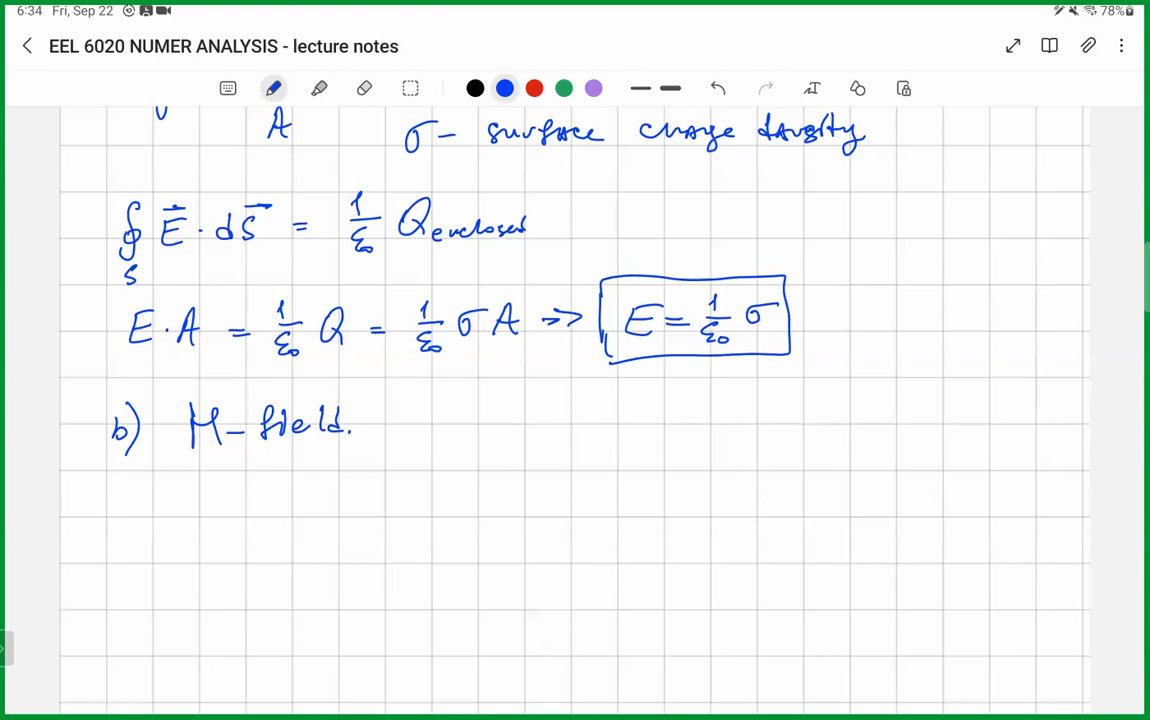 6:34 Fri, Sep 22 78%
EEL 6020 NUMER ANALYSIS - lecture notes
A σ – surface charge density
∮_S E⃗ · dS⃗ = 1/ε₀ Q enclosed
E · A = 1/ε₀ Q = 1/ε₀ σ A => E = 1/ε₀ σ
b) H – field.